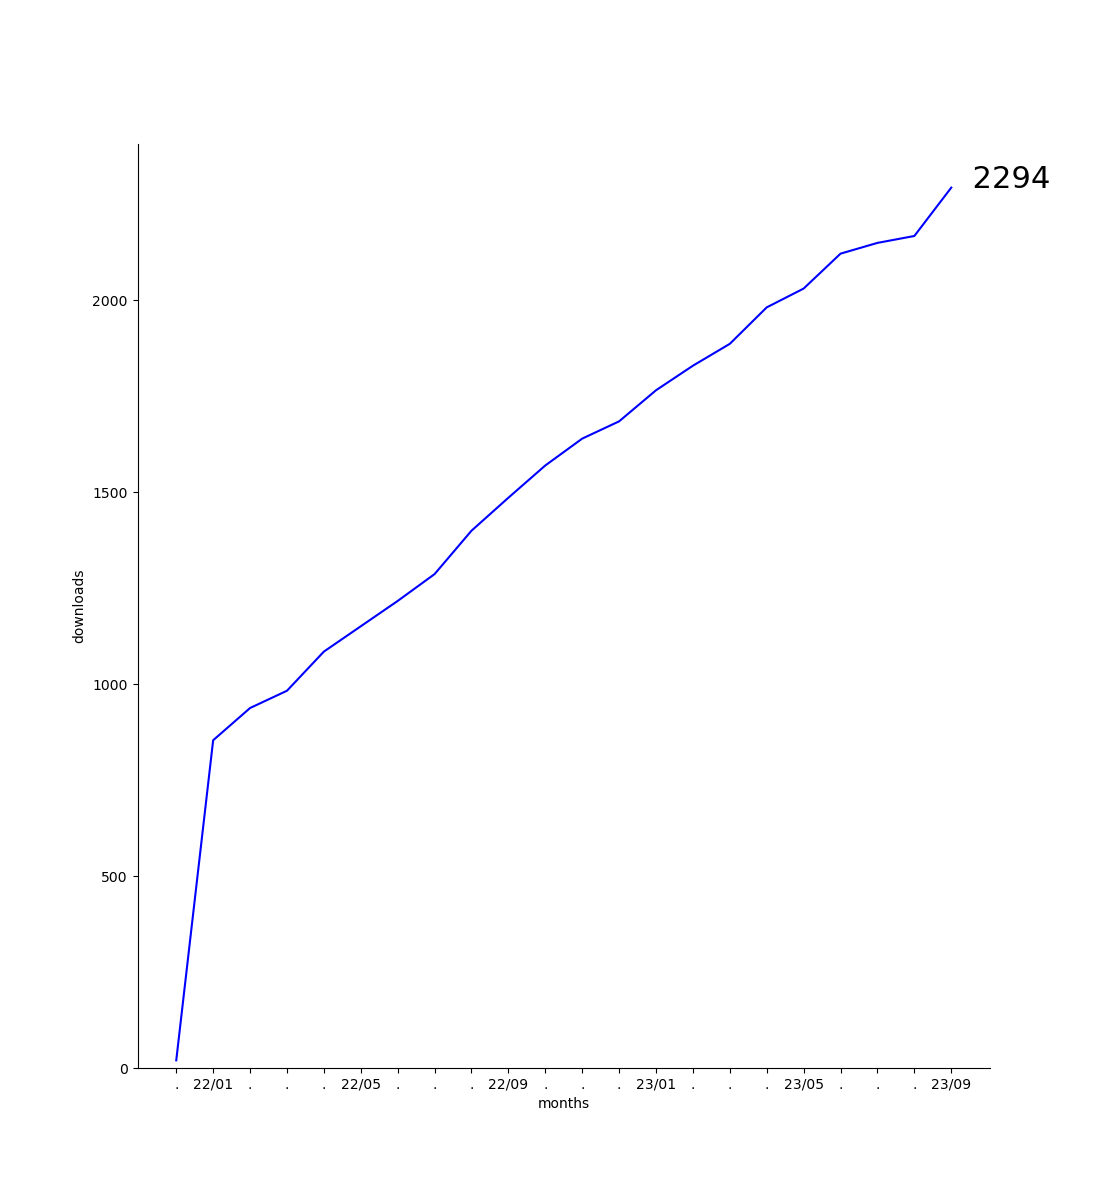 2294
2000
1500
1000
500
0
downloads
. 22/01 . . . 22/05 . . . 22/09 . . . 23/01 . . . 23/05 . . . 23/09
months